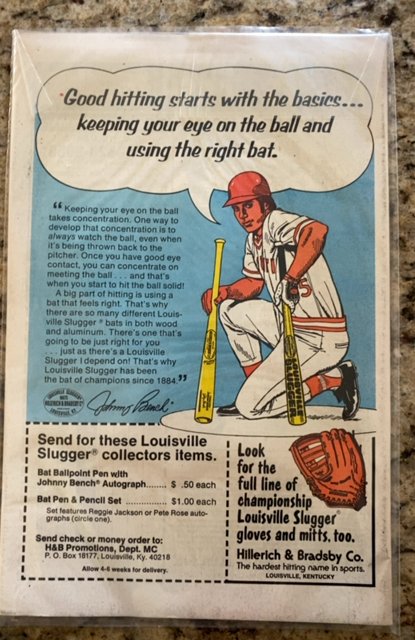 Good hitting starts with the basics...
keeping your eye on the ball and
using the right bat.
“Keeping your eye on the ball
takes concentration. One way to
develop that concentration is to
always watch the ball, even when
it's being thrown back to the
pitcher. Once you have good eye
contact, you can concentrate on
meeting the ball . . . and that's
when you start to hit the ball solid!
A big part of hitting is using a
bat that feels right. That's why
there are so many different Louis-
ville Slugger® bats in both wood
and aluminum. There's one that's
going to be just right for you
. . . just as there's a Louisville
Slugger I depend on! That's why
Louisville Slugger has been
the bat of champions since 1884.”
HILLERICH & BRADSBY Co
LOUISVILLE, KY.
Johnny Bench
5
Send for these Louisville
Slugger® collectors items.
Bat Ballpoint Pen with
Johnny Bench Autograph....... $ .50 each
Bat Pen & Pencil Set .............. $1.00 each
Set features Reggie Jackson or Pete Rose auto-
graphs (circle one).
Send check or money order to:
H&B Promotions, Dept. MC
P. O. Box 18177, Louisville, Ky. 40218
Allow 4-6 weeks for delivery.
Look
for the
full line of
championship
Louisville Slugger®
gloves and mitts, too.
Hillerich & Bradsby Co.
The hardest hitting name in sports.
LOUISVILLE, KENTUCKY